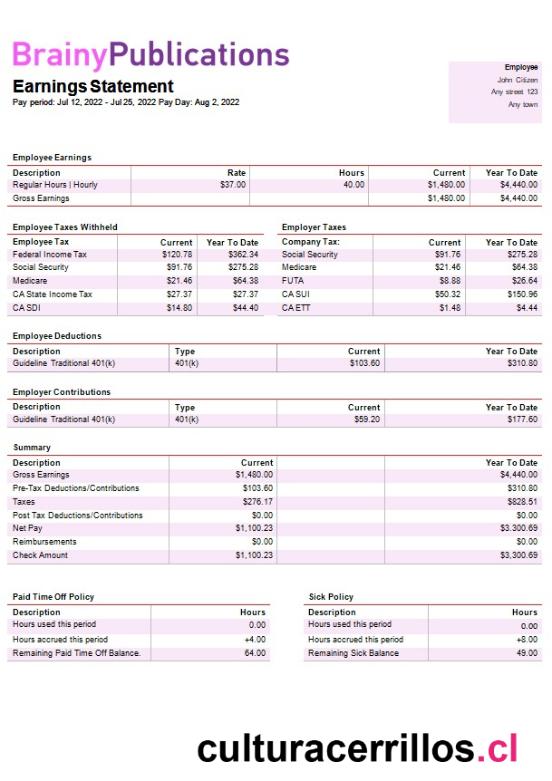 BrainyPublications
Earnings Statement
Pay period: Jul 12, 2022 - Jul 25, 2022 Pay Day: Aug 2, 2022
Employee
John Citizen
Any street 123
Any town
Employee Earnings
Description Rate Hours Current Year To Date
Regular Hours | Hourly $37.00 40.00 $1,480.00 $4,440.00
Gross Earnings $1,480.00 $4,440.00
Employee Taxes Withheld Employer Taxes
Employee Tax Current Year To Date Company Tax: Current Year To Date
Federal Income Tax $120.78 $362.34 Social Security $91.76 $275.28
Social Security $91.76 $275.28 Medicare $21.46 $64.38
Medicare $21.46 $64.38 FUTA $8.88 $26.64
CA State Income Tax $27.37 $27.37 CA SUI $50.32 $150.96
CA SDI $14.80 $44.40 CA ETT $1.48 $4.44
Employee Deductions
Description Type Current Year To Date
Guideline Traditional 401(k) 401(k) $103.60 $310.80
Employer Contributions
Description Type Current Year To Date
Guideline Traditional 401(k) 401(k) $59.20 $177.60
Summary
Description Current Year To Date
Gross Earnings $1,480.00 $4,440.00
Pre-Tax Deductions/Contributions $103.60 $310.80
Taxes $276.17 $828.51
Post Tax Deductions/Contributions $0.00 $0.00
Net Pay $1,100.23 $3.300.69
Reimbursements $0.00 $0.00
Check Amount $1,100.23 $3,300.69
Paid Time Off Policy Sick Policy
Description Hours Description Hours
Hours used this period 0.00 Hours used this period 0.00
Hours accrued this period +4.00 Hours accrued this period +8.00
Remaining Paid Time Off Balance. 64.00 Remaining Sick Balance 49.00
culturacerrillos.cl